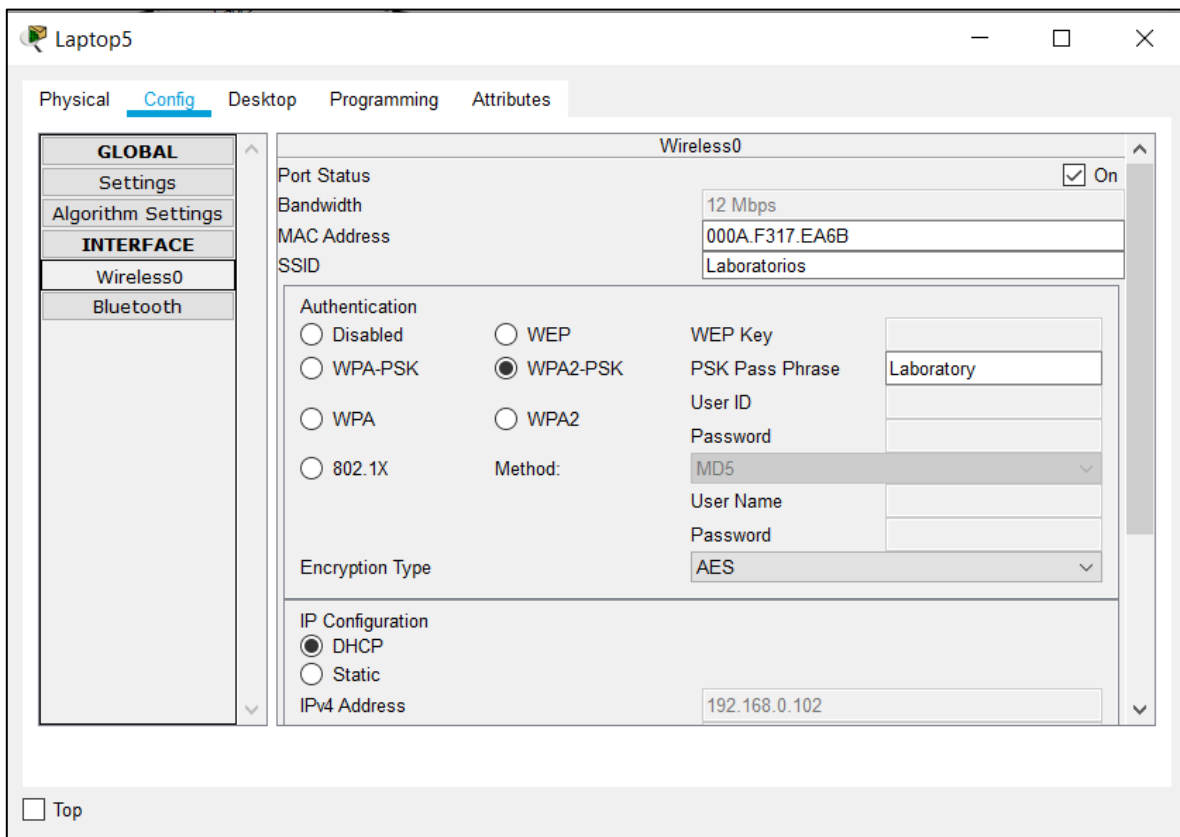 Laptop5
Physical Config Desktop Programming Attributes
GLOBAL
Settings
Algorithm Settings
INTERFACE
Wireless0
Bluetooth
Wireless0
Port Status On
Bandwidth 12 Mbps
MAC Address 000A.F317.EA6B
SSID Laboratorios
Authentication
Disabled WEP WEP Key
WPA-PSK WPA2-PSK PSK Pass Phrase Laboratory
User ID
WPA WPA2
Password
802.1X Method: MD5
User Name
Password
Encryption Type AES
IP Configuration
DHCP
Static
IPv4 Address 192.168.0.102
Top